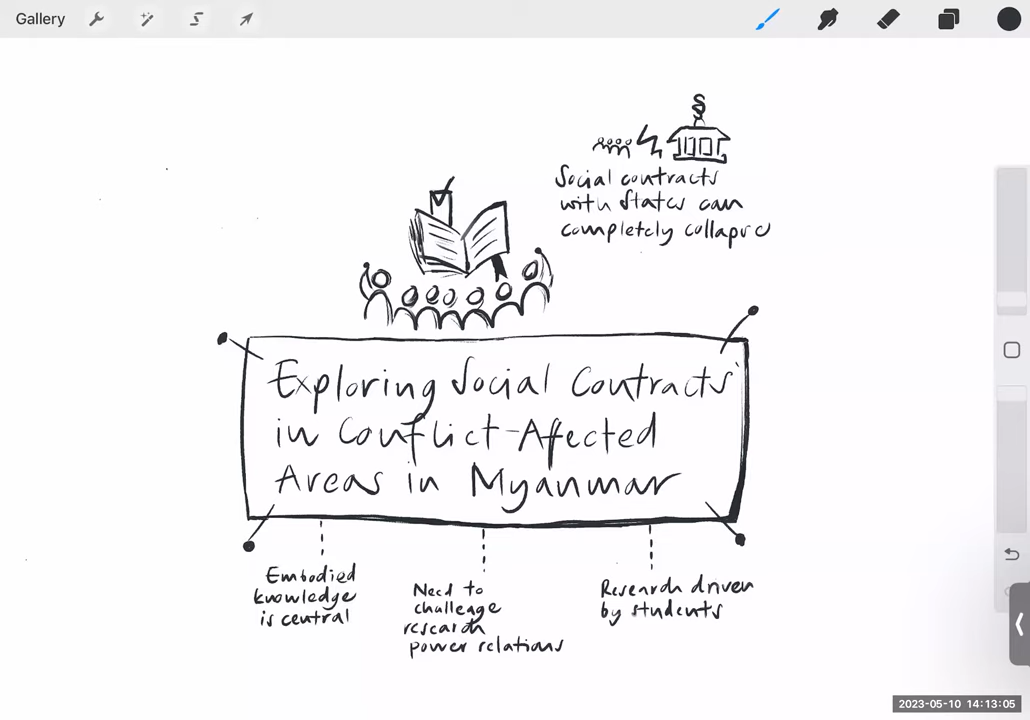 Gallery
§
Social contracts
with States can
completely collapse
Exploring Social Contracts
in Conflict-Affected
Areas in Myanmar
Embodied
knowledge
is central
Need to
challenge
research
power relations
Research driven
by students
2023-05-10 14:13:05